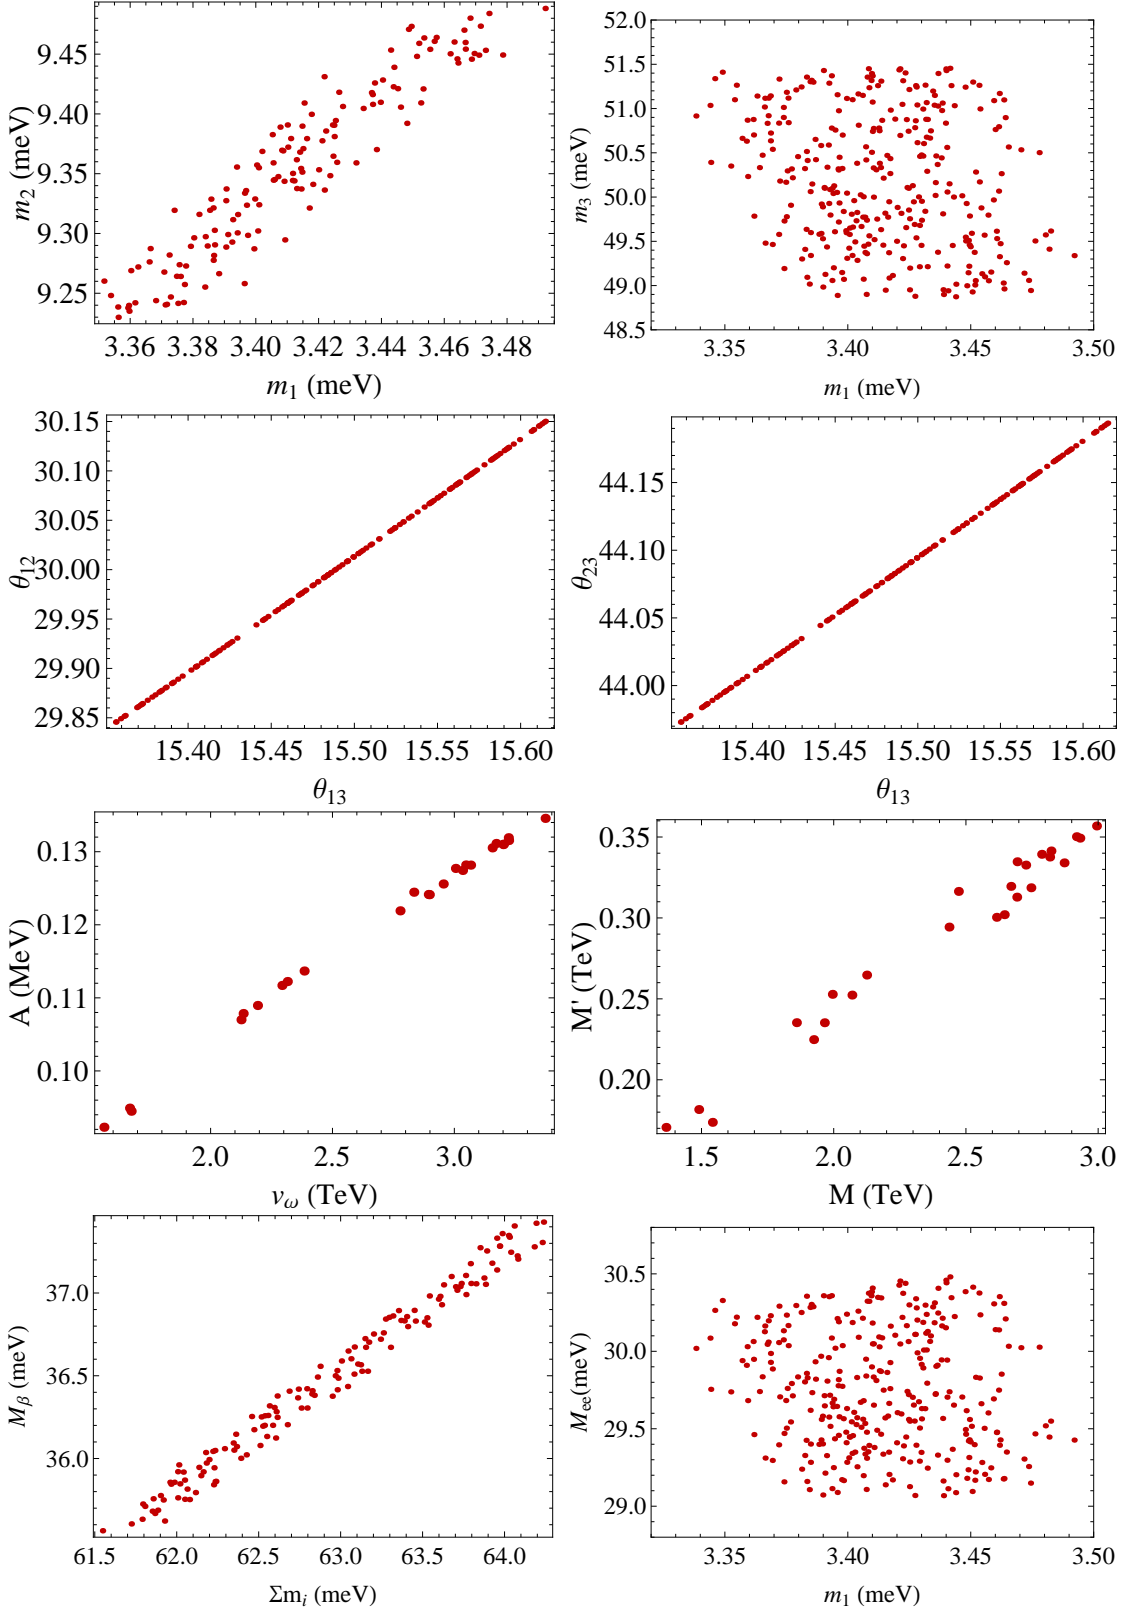 9.45
9.40
9.35
9.30
9.25
m₂ (meV)
3.36 3.38 3.40 3.42 3.44 3.46 3.48
m₁ (meV)
52.0
51.5
51.0
50.5
50.0
49.5
49.0
48.5
m₃ (meV)
3.35 3.40 3.45 3.50
m₁ (meV)
30.15
30.10
30.05
30.00
29.95
29.90
29.85
θ₁₂
15.40 15.45 15.50 15.55 15.60
θ₁₃
44.15
44.10
44.05
44.00
θ₂₃
15.40 15.45 15.50 15.55 15.60
θ₁₃
0.13
0.12
0.11
0.10
A (MeV)
2.0 2.5 3.0
v_ω (TeV)
0.35
0.30
0.25
0.20
M' (TeV)
1.5 2.0 2.5 3.0
M (TeV)
37.0
36.5
36.0
M_β (meV)
61.5 62.0 62.5 63.0 63.5 64.0
Σm_i (meV)
30.5
30.0
29.5
29.0
M_ee(meV)
3.35 3.40 3.45 3.50
m₁ (meV)